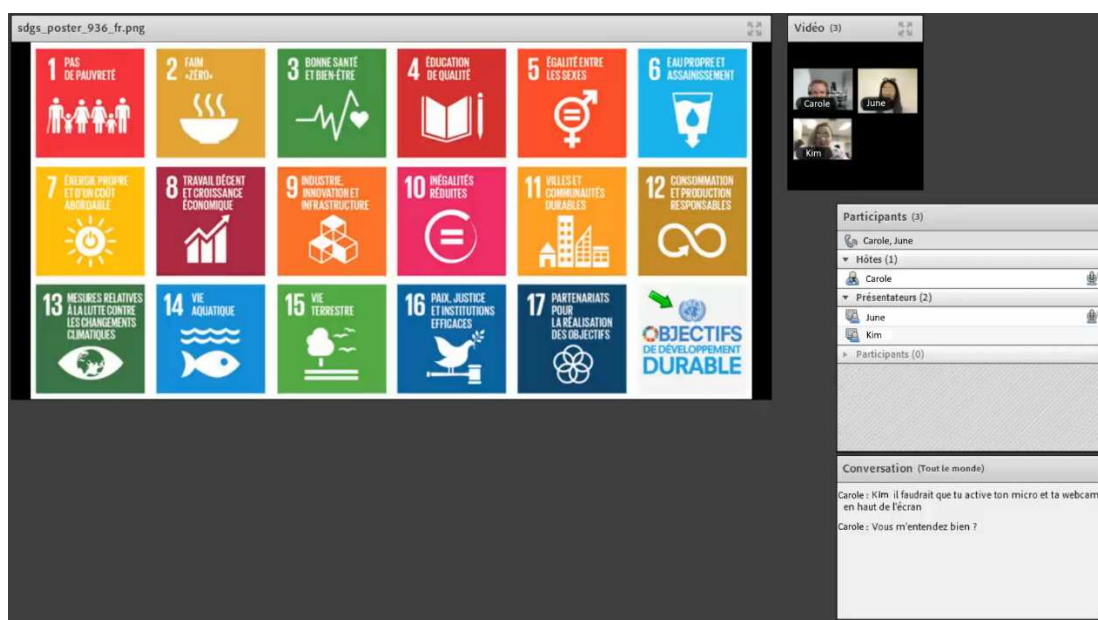 sdgs_poster_936_fr.png
1 PAS
DE PAUVRETÉ
2 FAIM
«ZÉRO»
3 BONNE SANTÉ
ET BIEN-ÊTRE
4 ÉDUCATION
DE QUALITÉ
5 ÉGALITÉ ENTRE
LES SEXES
6 EAU PROPRE ET
ASSAINISSEMENT
7 ÉNERGIE PROPRE
ET D'UN COÛT
ABORDABLE
8 TRAVAIL DÉCENT
ET CROISSANCE
ÉCONOMIQUE
9 INDUSTRIE,
INNOVATION ET
INFRASTRUCTURE
10 INÉGALITÉS
RÉDUITES
11 VILLES ET
COMMUNAUTÉS
DURABLES
12 CONSOMMATION
ET PRODUCTION
RESPONSABLES
13 MESURES RELATIVES
À LA LUTTE CONTRE
LES CHANGEMENTS
CLIMATIQUES
14 VIE
AQUATIQUE
15 VIE
TERRESTRE
16 PAIX, JUSTICE
ET INSTITUTIONS
EFFICACES
17 PARTENARIATS
POUR
LA RÉALISATION
DES OBJECTIFS
OBJECTIFS
DE DÉVELOPPEMENT
DURABLE
Vidéo (3)
Carole
June
Kim
Participants (3)
Carole, June
Hôtes (1)
Carole
Présentateurs (2)
June
Kim
Participants (0)
Conversation (Tout le monde)
Carole : Kim il faudrait que tu active ton micro et ta webcam
en haut de l'écran
Carole : Vous m'entendez bien ?